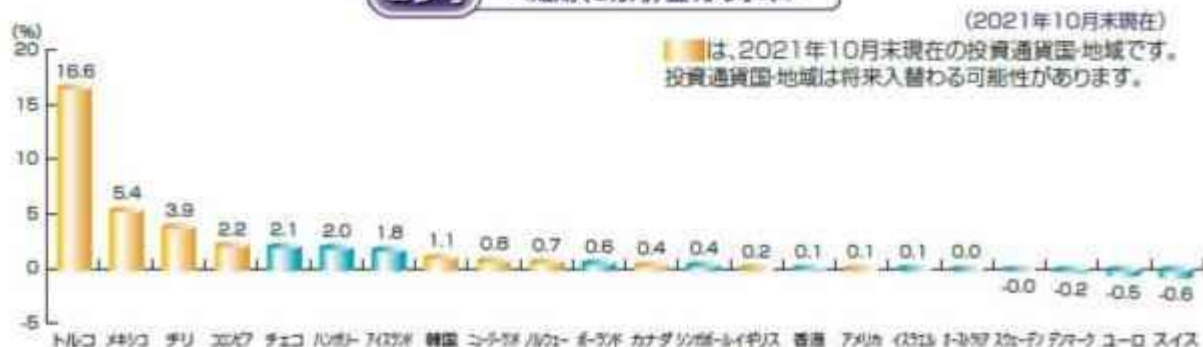 (2021年10月末現在)
(%)
は、2021年10月末現在の投資通貨国・地域です。
投資通貨国・地域は将来入替わる可能性があります。
20
15
10
5
0
-5
16.6 5.4 3.9 2.2 2.1 2.0 1.8 1.1 0.8 0.7 0.6 0.4 0.4 0.2 0.1 0.1 0.1 0.0 -0.0 -0.2 -0.5 -0.6
トルコ メキシコ チリ コロンビア チェコ ハンガリー アイスランド 韓国 ニュージーランド ノルウェー ポーランド カナダ シンガポール イギリス 香港 アメリカ イスラエル オーストラリア スウェーデン デンマーク ユーロ スイス